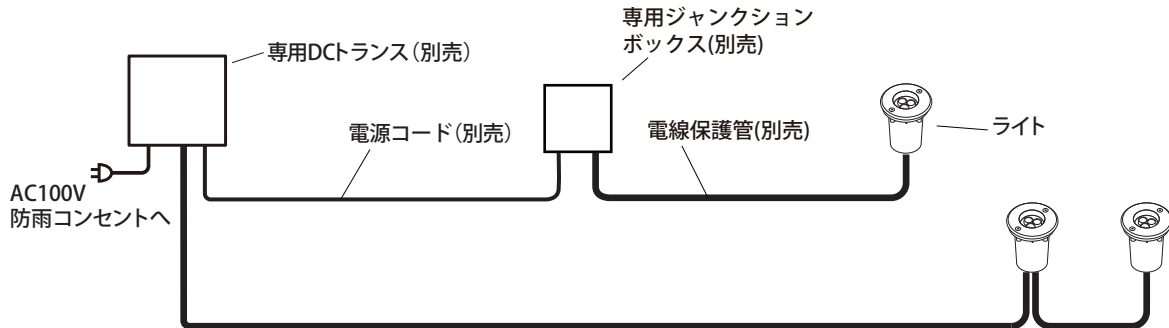 専用ジャンクション
ボックス(別売)
専用DCトランス（別売）
ライト
電源コード（別売）
電線保護管(別売)
AC100V
防雨コンセントへ